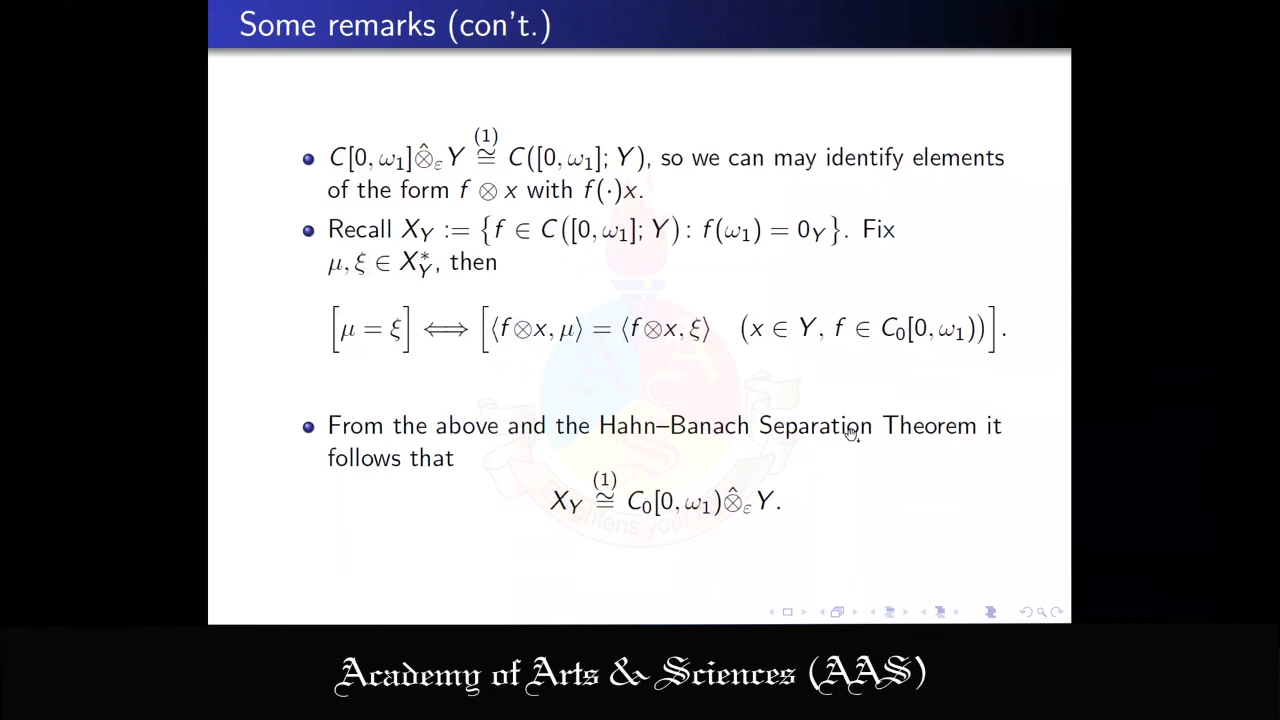 Some remarks (con't.)
C[0, ω₁]⊗̂_ε Y ≅^(1) C([0, ω₁]; Y), so we can may identify elements
of the form f ⊗ x with f(·)x.
Recall X_Y := {f ∈ C([0, ω₁]; Y) : f(ω₁) = 0_Y}. Fix
μ, ξ ∈ X_Y^*, then
[μ = ξ] ⟺ [⟨f⊗x, μ⟩ = ⟨f⊗x, ξ⟩ (x ∈ Y, f ∈ C₀[0, ω₁))].
From the above and the Hahn–Banach Separation Theorem it
follows that
X_Y ≅^(1) C₀[0, ω₁)⊗̂_ε Y.
Academy of Arts & Sciences (AAS)